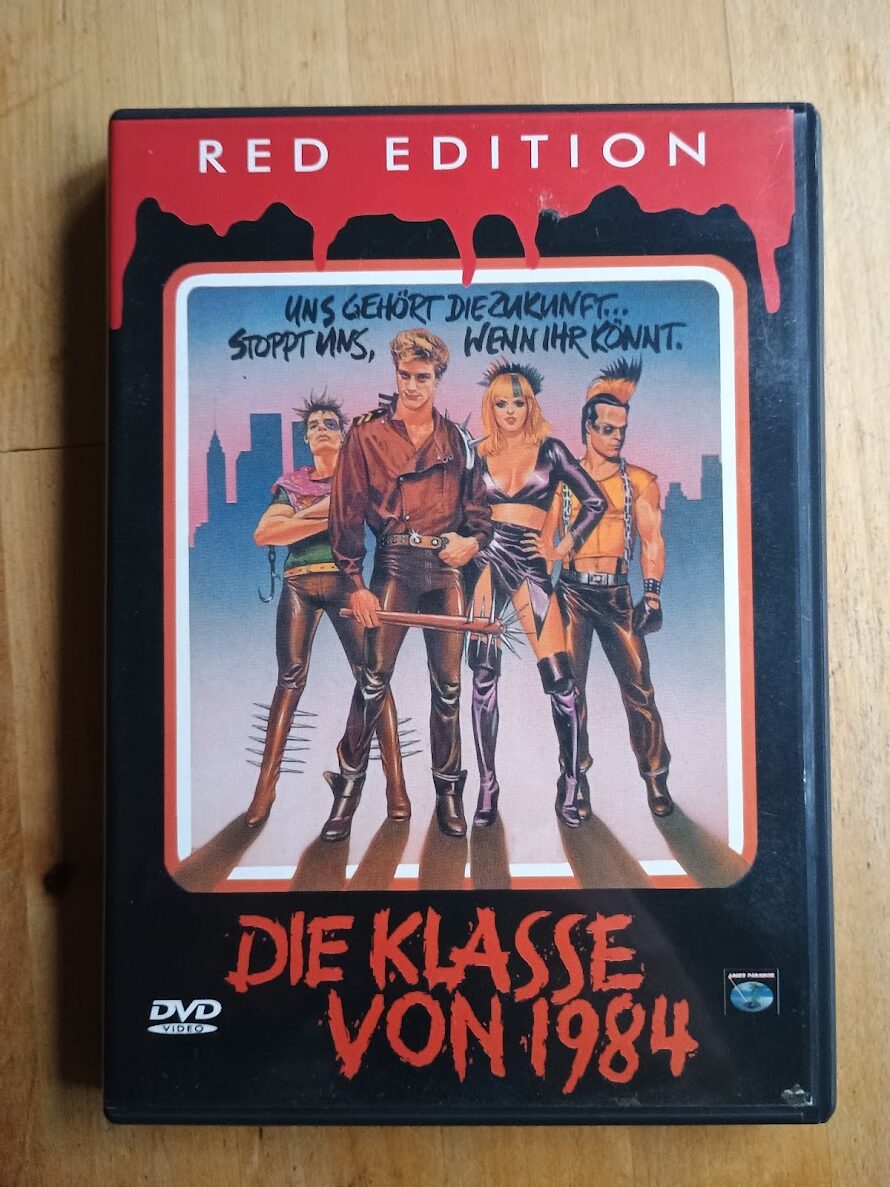 RED EDITION
UNS GEHÖRT DIE ZUKUNFT...
STOPPT UNS, WENN IHR KÖNNT.
DIE KLASSE
VON 1984
DVD
VIDEO